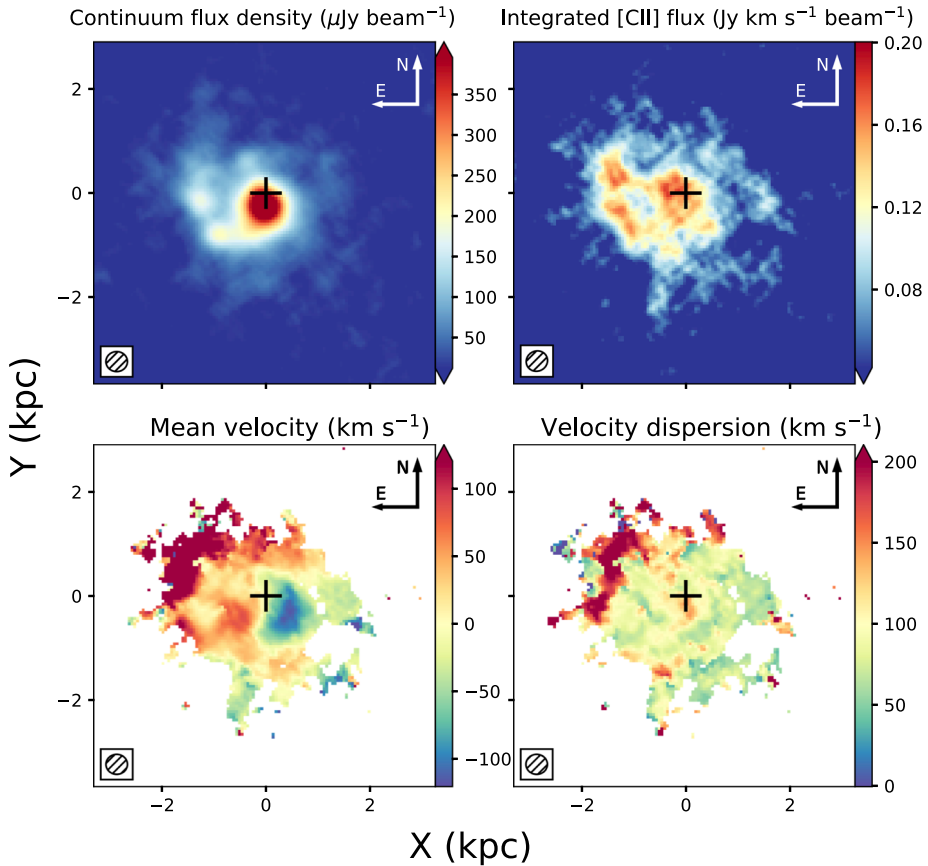 Continuum flux density (μJy beam⁻¹)
Integrated [CII] flux (Jy km s⁻¹ beam⁻¹)
N
E
2
0
−2
350
300
250
200
150
100
50
N
E
0.20
0.16
0.12
0.08
Mean velocity (km s⁻¹)
Velocity dispersion (km s⁻¹)
N
E
2
0
−2
−2
0
2
100
50
0
−50
−100
N
E
−2
0
2
200
150
100
50
0
Y (kpc)
X (kpc)